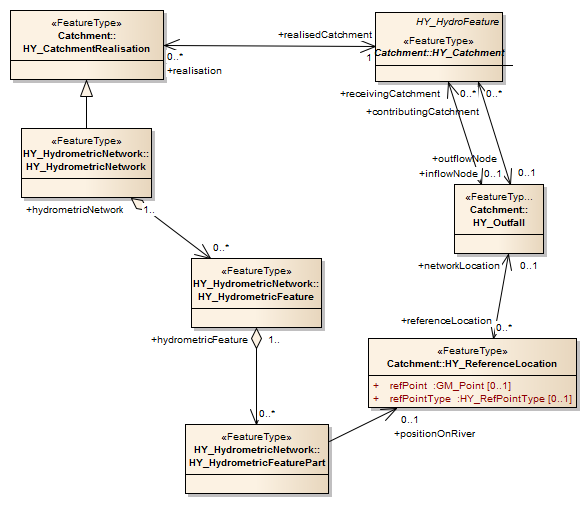 «FeatureType»
Catchment::
HY_CatchmentRealisation
HY_HydroFeature
«FeatureType»
Catchment::HY_Catchment
+realisedCatchment
0..*
1
+realisation
+receivingCatchment
0..*
0..*
+contributingCatchment
«FeatureType»
HY_HydrometricNetwork::
HY_HydrometricNetwork
+outflowNode
+inflowNode
0..1
0..1
+hydrometricNetwork
1..
«FeatureTyp...
Catchment::
HY_Outfall
0..*
«FeatureType»
HY_HydrometricNetwork::
HY_HydrometricFeature
+networkLocation
0..1
+referenceLocation
0..*
+hydrometricFeature
1..
«FeatureType»
Catchment::HY_ReferenceLocation
+ refPoint :GM_Point [0..1]
+ refPointType :HY_RefPointType [0..1]
0..*
0..1
+positionOnRiver
«FeatureType»
HY_HydrometricNetwork::
HY_HydrometricFeaturePart